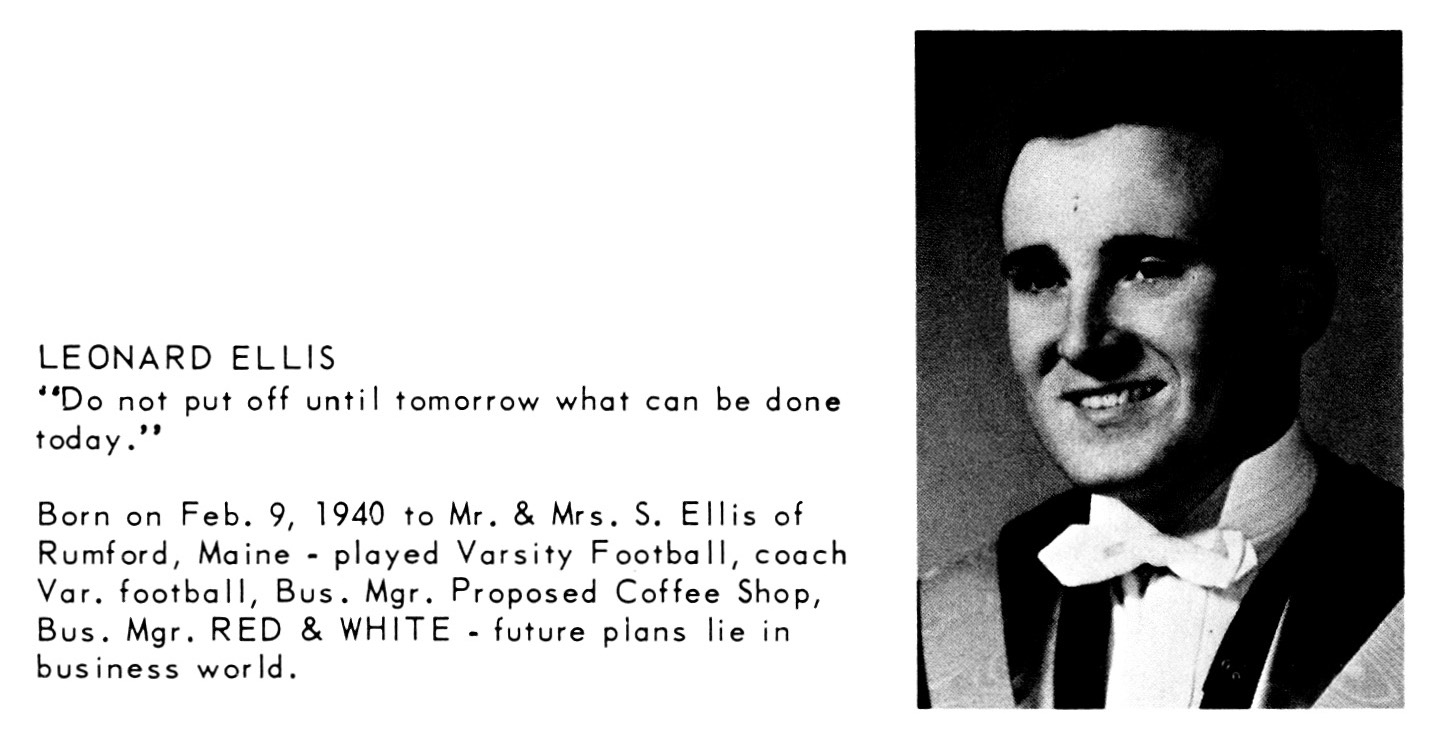 LEONARD ELLIS
“Do not put off until tomorrow what can be done
today.”
Born on Feb. 9, 1940 to Mr. & Mrs. S. Ellis of
Rumford, Maine - played Varsity Football, coach
Var. football, Bus. Mgr. Proposed Coffee Shop,
Bus. Mgr. RED & WHITE - future plans lie in
business world.